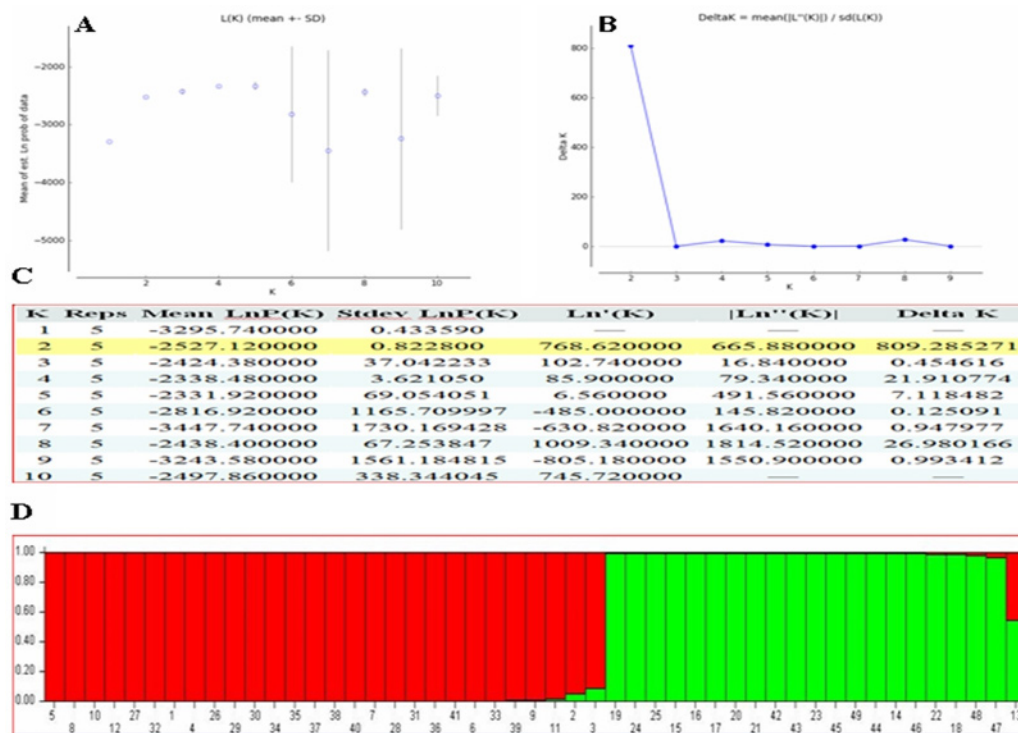 A
L(K) (mean +- SD)
Mean of est. Ln prob of data
−2000
−3000
−4000
−5000
2 4 6 8 10
K
B
DeltaK = mean(|L''(K)|) / sd(L(K))
Delta K
800
600
400
200
0
2 3 4 5 6 7 8 9
K
C
K Reps Mean LnP(K) Stdev LnP(K) Ln'(K) |Ln''(K)| Delta K
1 5 -3295.740000 0.433590 — — —
2 5 -2527.120000 0.822800 768.620000 665.880000 809.285271
3 5 -2424.380000 37.042233 102.740000 16.840000 0.454616
4 5 -2338.480000 3.621050 85.900000 79.340000 21.910774
5 5 -2331.920000 69.054051 6.560000 491.560000 7.118482
6 5 -2816.920000 1165.709997 -485.000000 145.820000 0.125091
7 5 -3447.740000 1730.169428 -630.820000 1640.160000 0.947977
8 5 -2438.400000 67.253847 1009.340000 1814.520000 26.980166
9 5 -3243.580000 1561.184815 -805.180000 1550.900000 0.993412
10 5 -2497.860000 338.344045 745.720000 — —
D
1.00
0.80
0.60
0.40
0.20
0.00
5 10 27 1 26 30 35 38 7 31 41 33 9 2 19 25 16 20 42 23 49 14 22 48
8 12 32 4 29 34 37 40 28 36 6 39 11 3 24 15 17 21 43 45 44 46 18 47